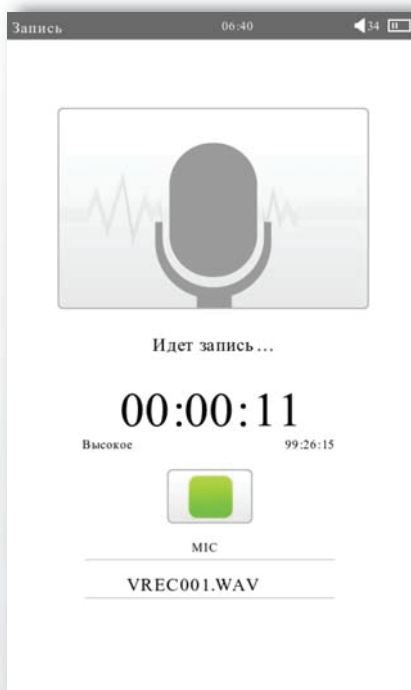 Запись 06:40 34
Идет запись...
00:00:11
Высокое 99:26:15
MIC
VREC001.WAV